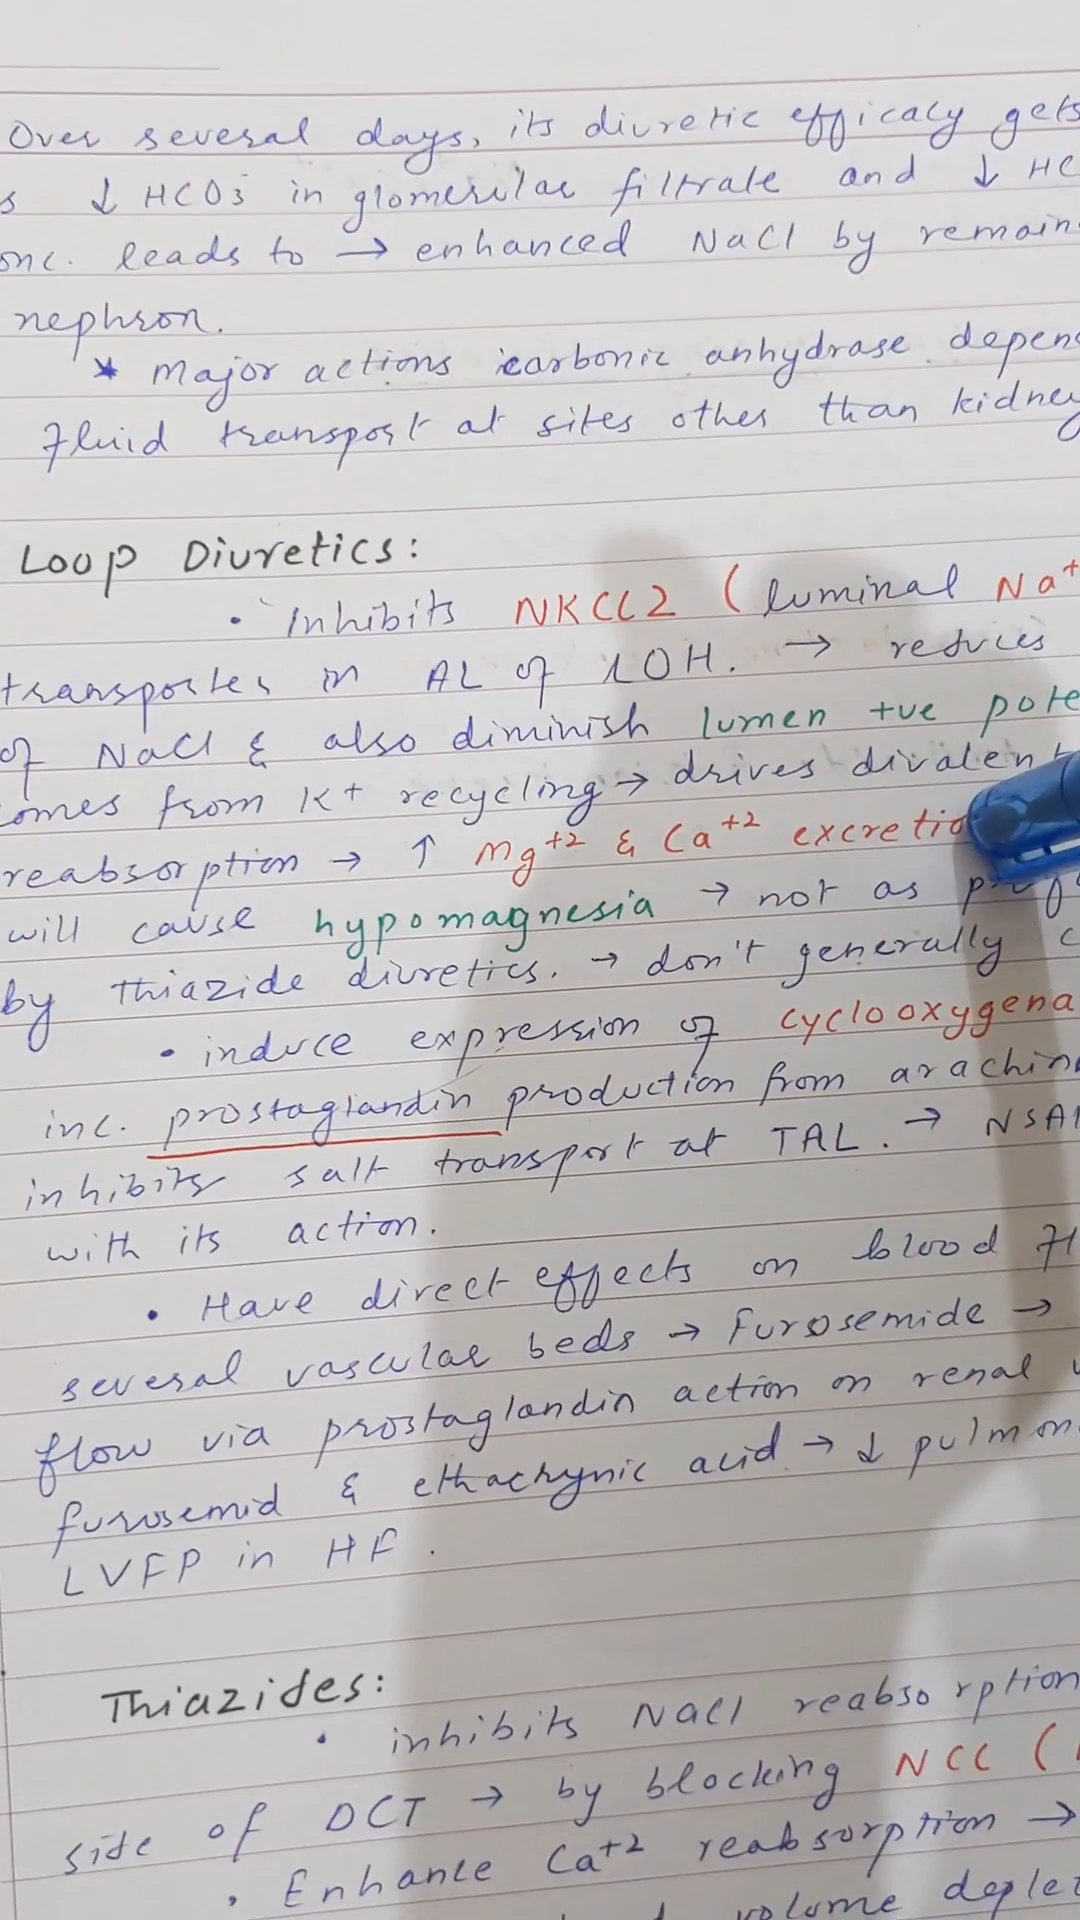 Over several days, its diuretic efficacy gets
s ↓ HCO3 in glomerular filtrate and ↓ HC
onc. leads to → enhanced NaCl by remain
nephron.
* Major actions carbonic anhydrase depen
fluid transport at sites other than kidney
Loop Diuretics:
• Inhibits NKCC2 (luminal Na+
transporter in AL of LOH. → reduces
of NaCl & also diminish lumen +ve pote
comes from K+ recycling → drives divalent
reabsorption → ↑ Mg+2 & Ca+2 excretio
will cause hypomagnesia → not as
by thiazide diuretics. → don't generally c
• induce expression of cyclooxygena
inc. prostaglandin production from arachin
inhibits salt transport at TAL. → NSAI
with its action.
• Have direct effects on blood fl
several vascular beds → Furosemide →
flow via prostaglandin action on renal v
furosemid & ethacrynic acid → ↓ pulmon
LVFP in HF.
Thiazides:
• inhibits NaCl reabsorption
side of DCT → by blocking NCC (
• Enhance Ca+2 reabsorption →
volume deplet